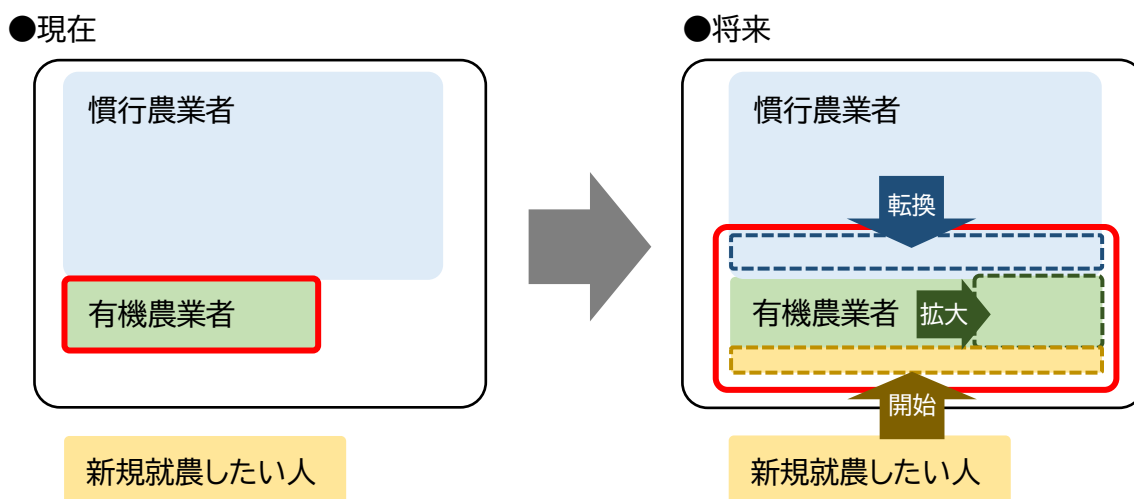 ●現在
慣行農業者
有機農業者
新規就農したい人
●将来
慣行農業者
転換
有機農業者
拡大
開始
新規就農したい人